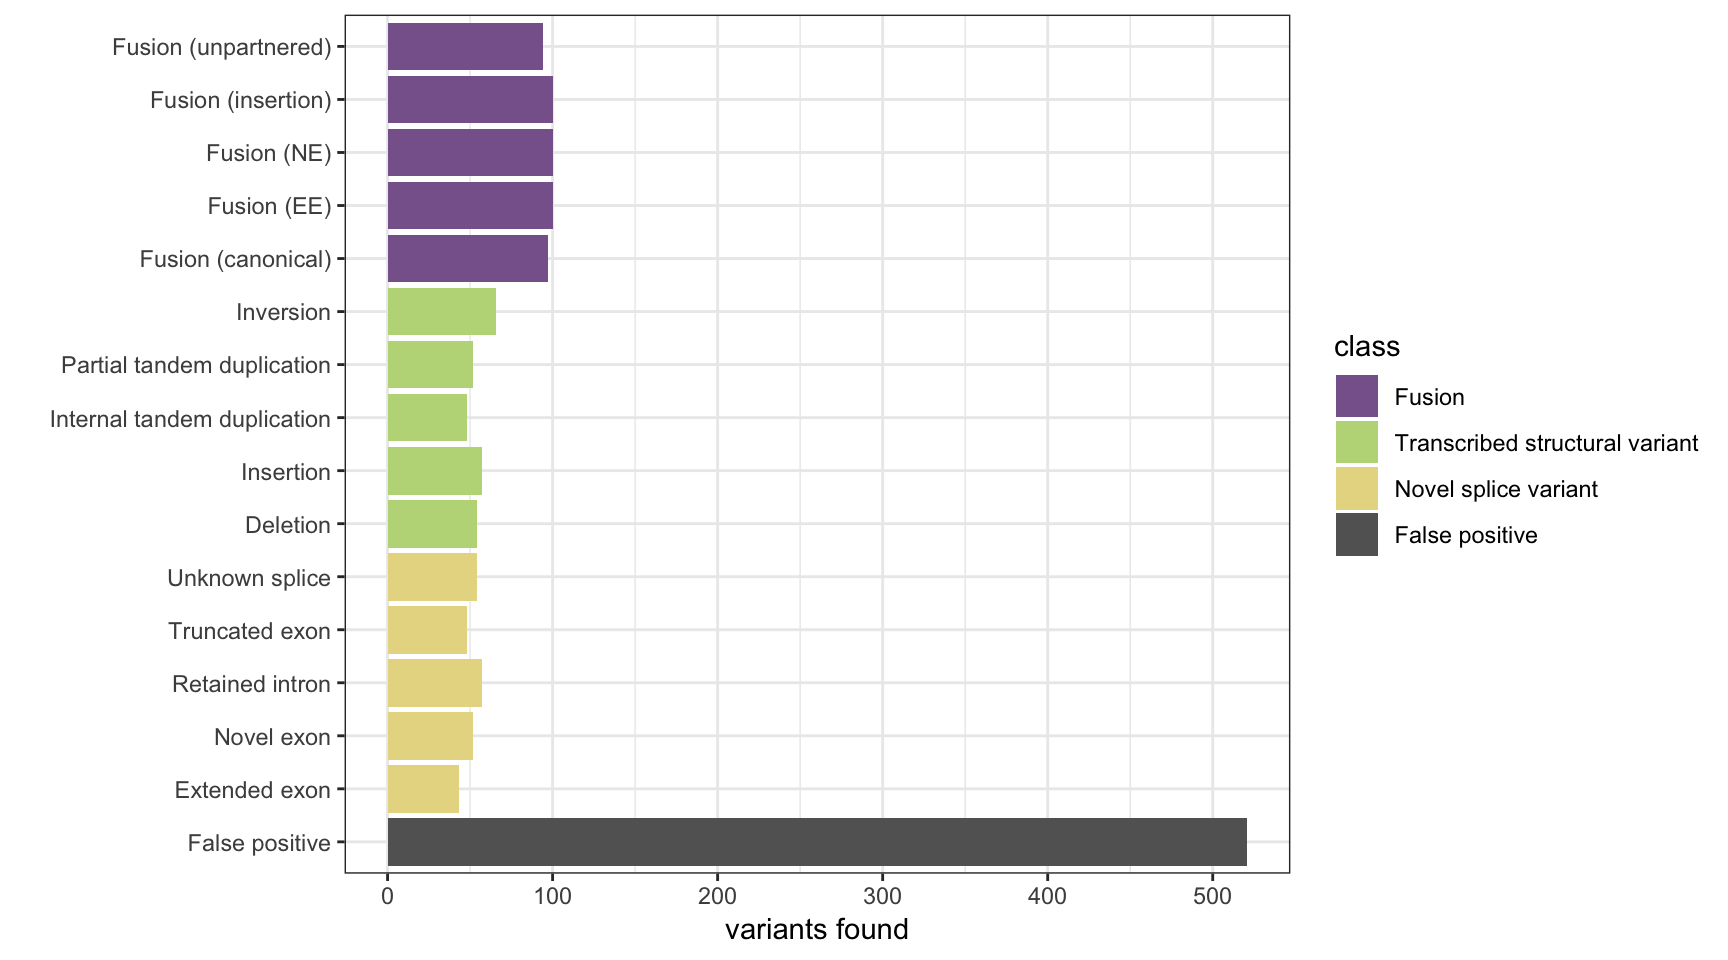 Fusion (unpartnered)
Fusion (insertion)
Fusion (NE)
Fusion (EE)
Fusion (canonical)
Inversion
Partial tandem duplication
Internal tandem duplication
Insertion
Deletion
Unknown splice
Truncated exon
Retained intron
Novel exon
Extended exon
False positive
0 100 200 300 400 500
variants found
class
Fusion
Transcribed structural variant
Novel splice variant
False positive